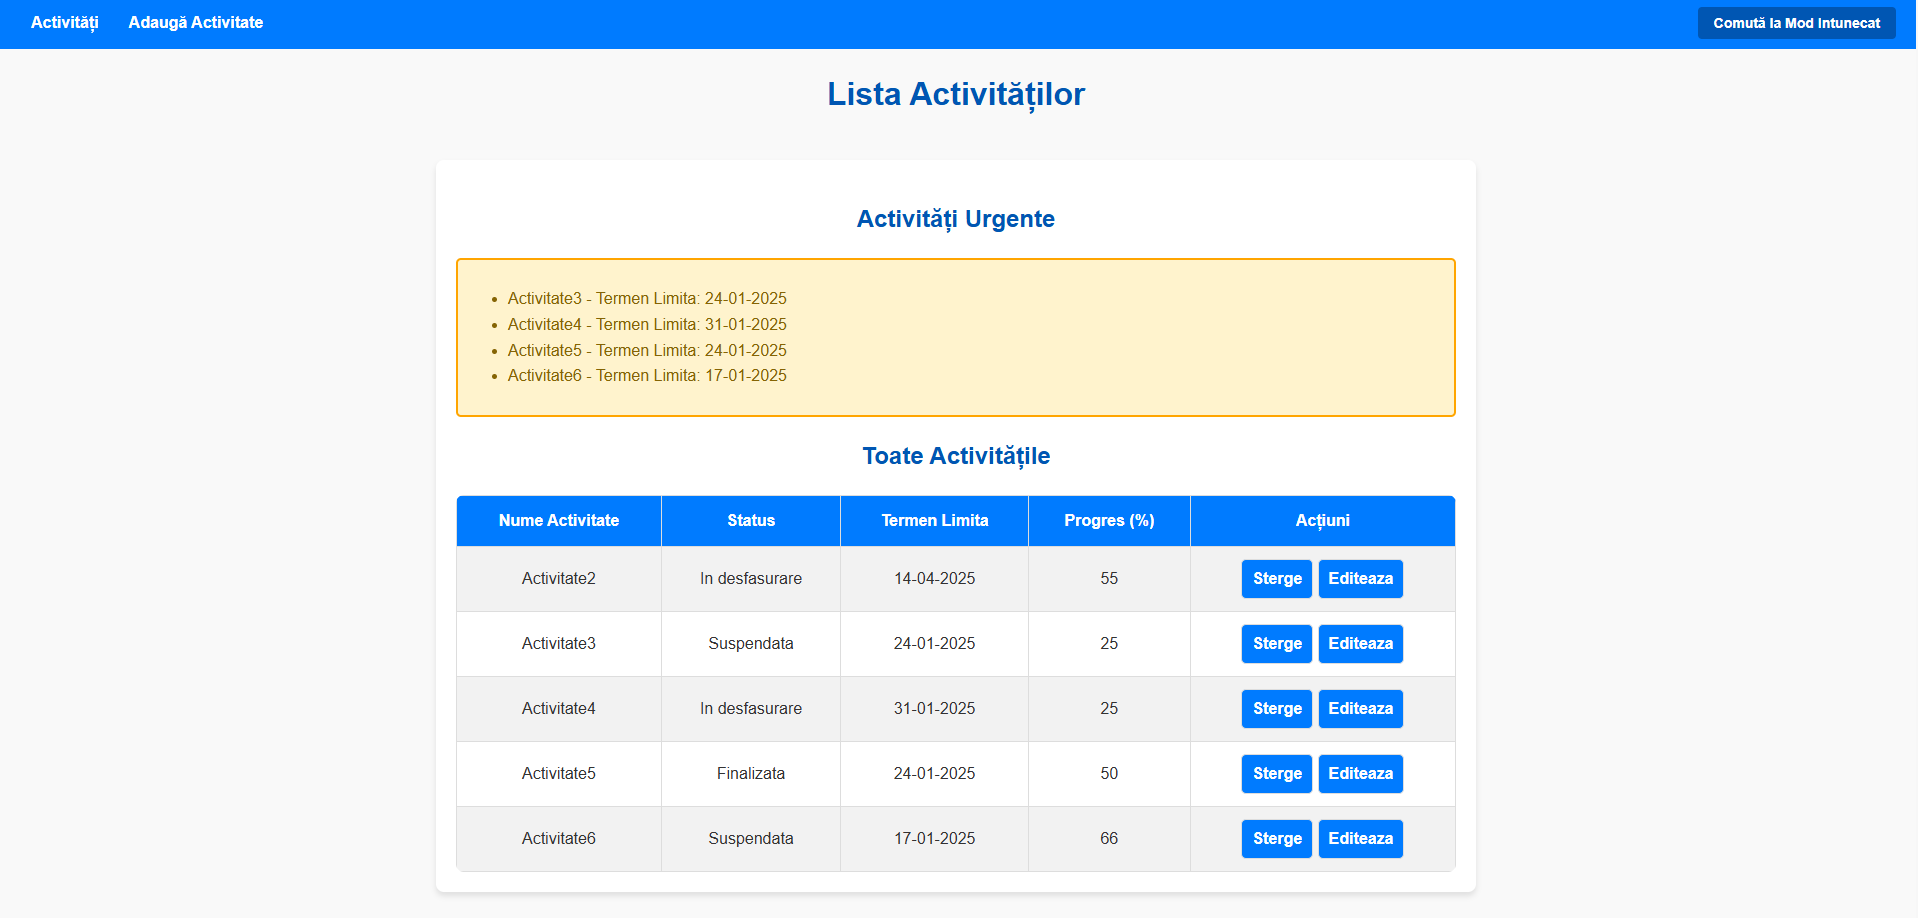 Activități Adaugă Activitate Comută la Mod Intunecat
Lista Activităților
Activități Urgente
Activitate3 - Termen Limita: 24-01-2025
Activitate4 - Termen Limita: 31-01-2025
Activitate5 - Termen Limita: 24-01-2025
Activitate6 - Termen Limita: 17-01-2025
Toate Activitățile
Nume Activitate Status Termen Limita Progres (%) Acțiuni
Activitate2 In desfasurare 14-04-2025 55 Sterge Editeaza
Activitate3 Suspendata 24-01-2025 25 Sterge Editeaza
Activitate4 In desfasurare 31-01-2025 25 Sterge Editeaza
Activitate5 Finalizata 24-01-2025 50 Sterge Editeaza
Activitate6 Suspendata 17-01-2025 66 Sterge Editeaza